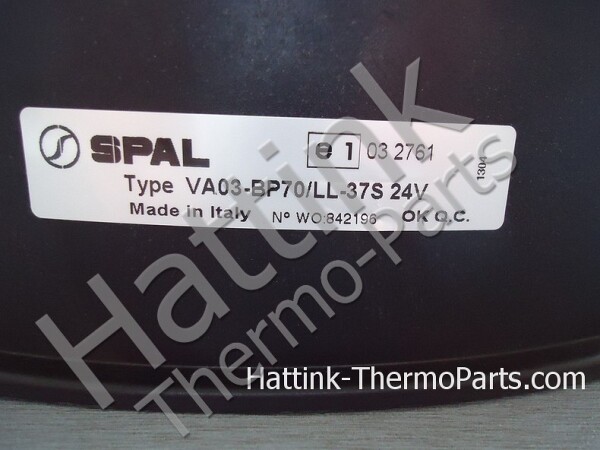 SPAL e1 03 2761
1304
Type VA03-BP70/LL-37S 24V
Made in Italy Nº WO:842196 OK Q.C.
Hattink
Thermo-Parts
Hattink-ThermoParts.com